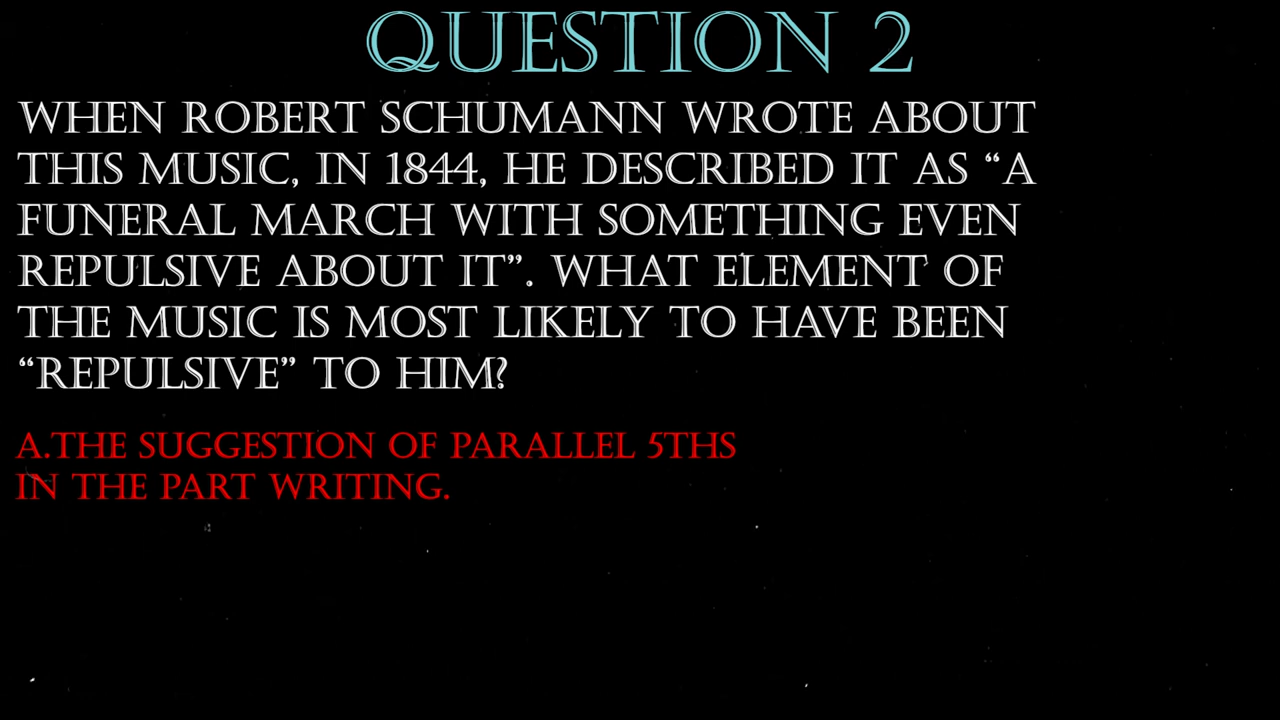 QUESTION 2
WHEN ROBERT SCHUMANN WROTE ABOUT
THIS MUSIC, IN 1844, HE DESCRIBED IT AS “A
FUNERAL MARCH WITH SOMETHING EVEN
REPULSIVE ABOUT IT”. WHAT ELEMENT OF
THE MUSIC IS MOST LIKELY TO HAVE BEEN
“REPULSIVE” TO HIM?
A.THE SUGGESTION OF PARALLEL 5THS
IN THE PART WRITING.